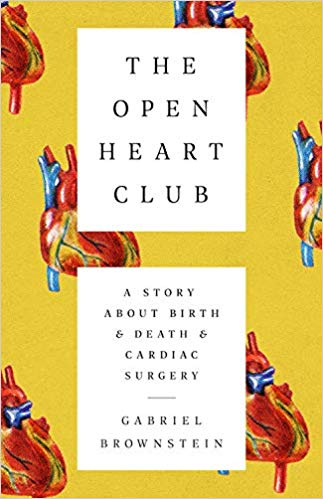 THE
OPEN
HEART
CLUB
A STORY
ABOUT BIRTH
& DEATH &
CARDIAC
SURGERY
GABRIEL
BROWNSTEIN